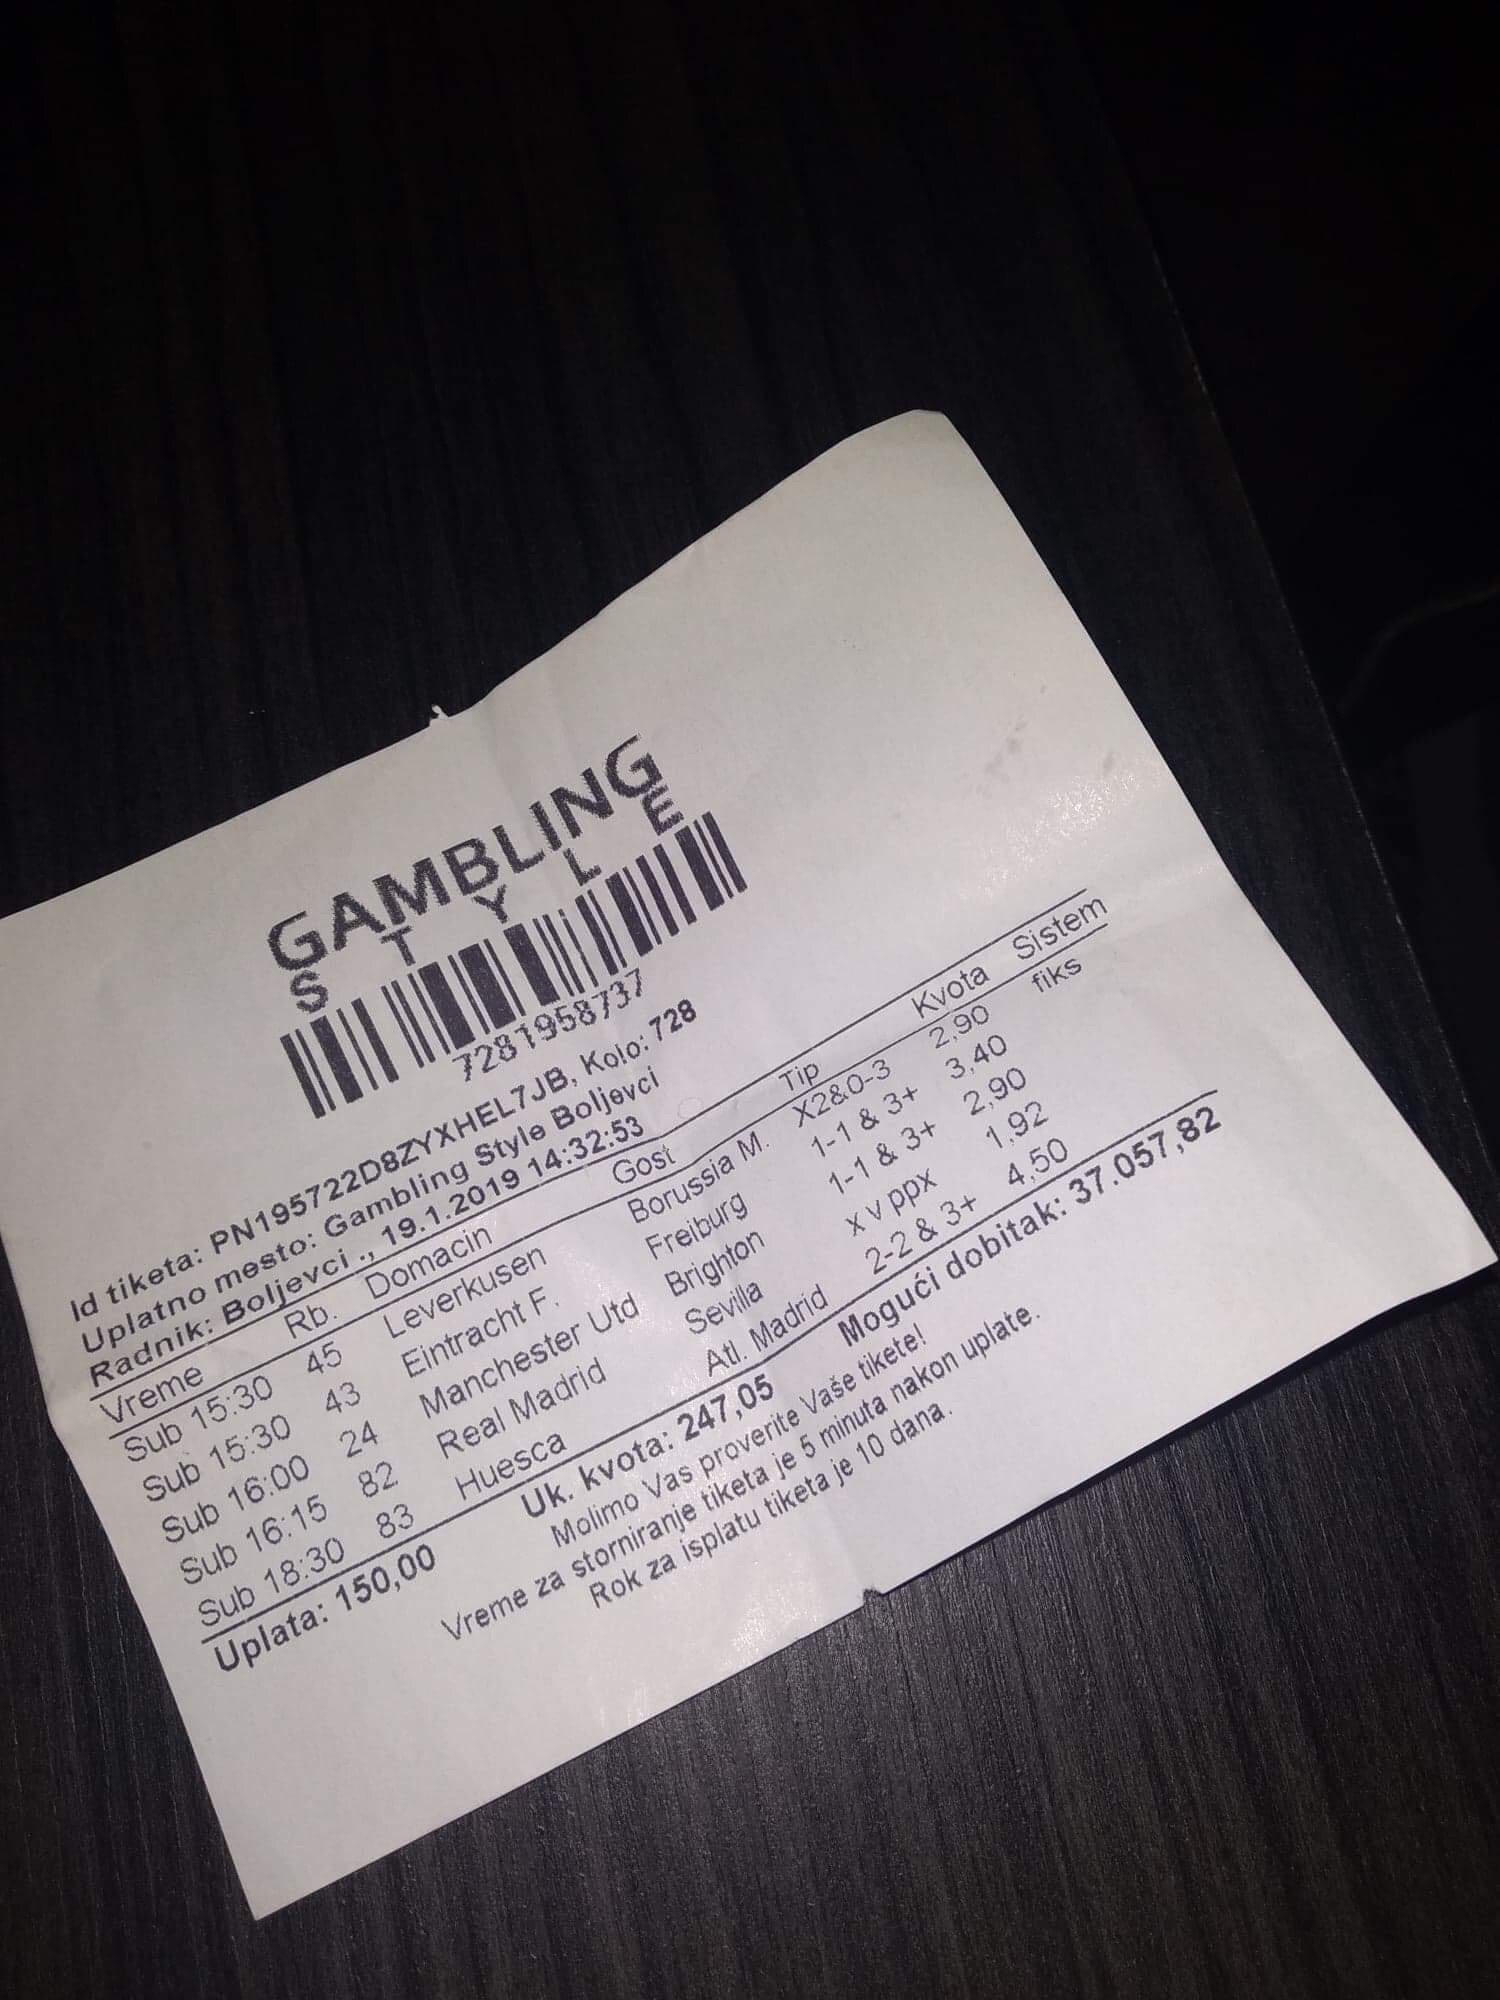 GAMBLING
STYLE
7281958737
Id tiketa: PN195722D8ZYXHEL7JB, Kolo: 728
Uplatno mesto: Gambling Style Boljevci
Radnik: Boljevci ., 19.1.2019 14:32:53
Vreme Rb. Domacin Gost Tip Kvota Sistem
Sub 15:30 45 Leverkusen Borussia M. X2&0-3 2,90 fiks
Sub 15:30 43 Eintracht F. Freiburg 1-1 & 3+ 3,40
Sub 16:00 24 Manchester Utd Brighton 1-1 & 3+ 2,90
Sub 16:15 82 Real Madrid Sevilla x v ppx 1,92
Sub 18:30 83 Huesca Atl. Madrid 2-2 & 3+ 4,50
Uplata: 150,00 Uk. kvota: 247,05 Mogući dobitak: 37.057,82
Molimo Vas proverite Vaše tikete!
Vreme za storniranje tiketa je 5 minuta nakon uplate.
Rok za isplatu tiketa je 10 dana.